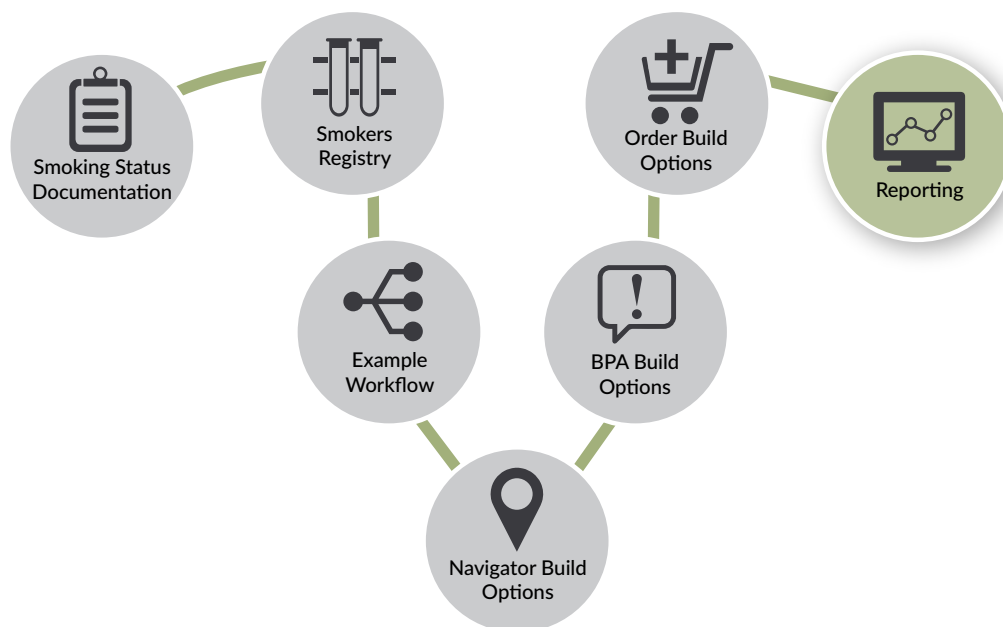 Smoking Status
Documentation
Smokers
Registry
Example
Workflow
Navigator Build
Options
BPA Build
Options
Order Build
Options
Reporting